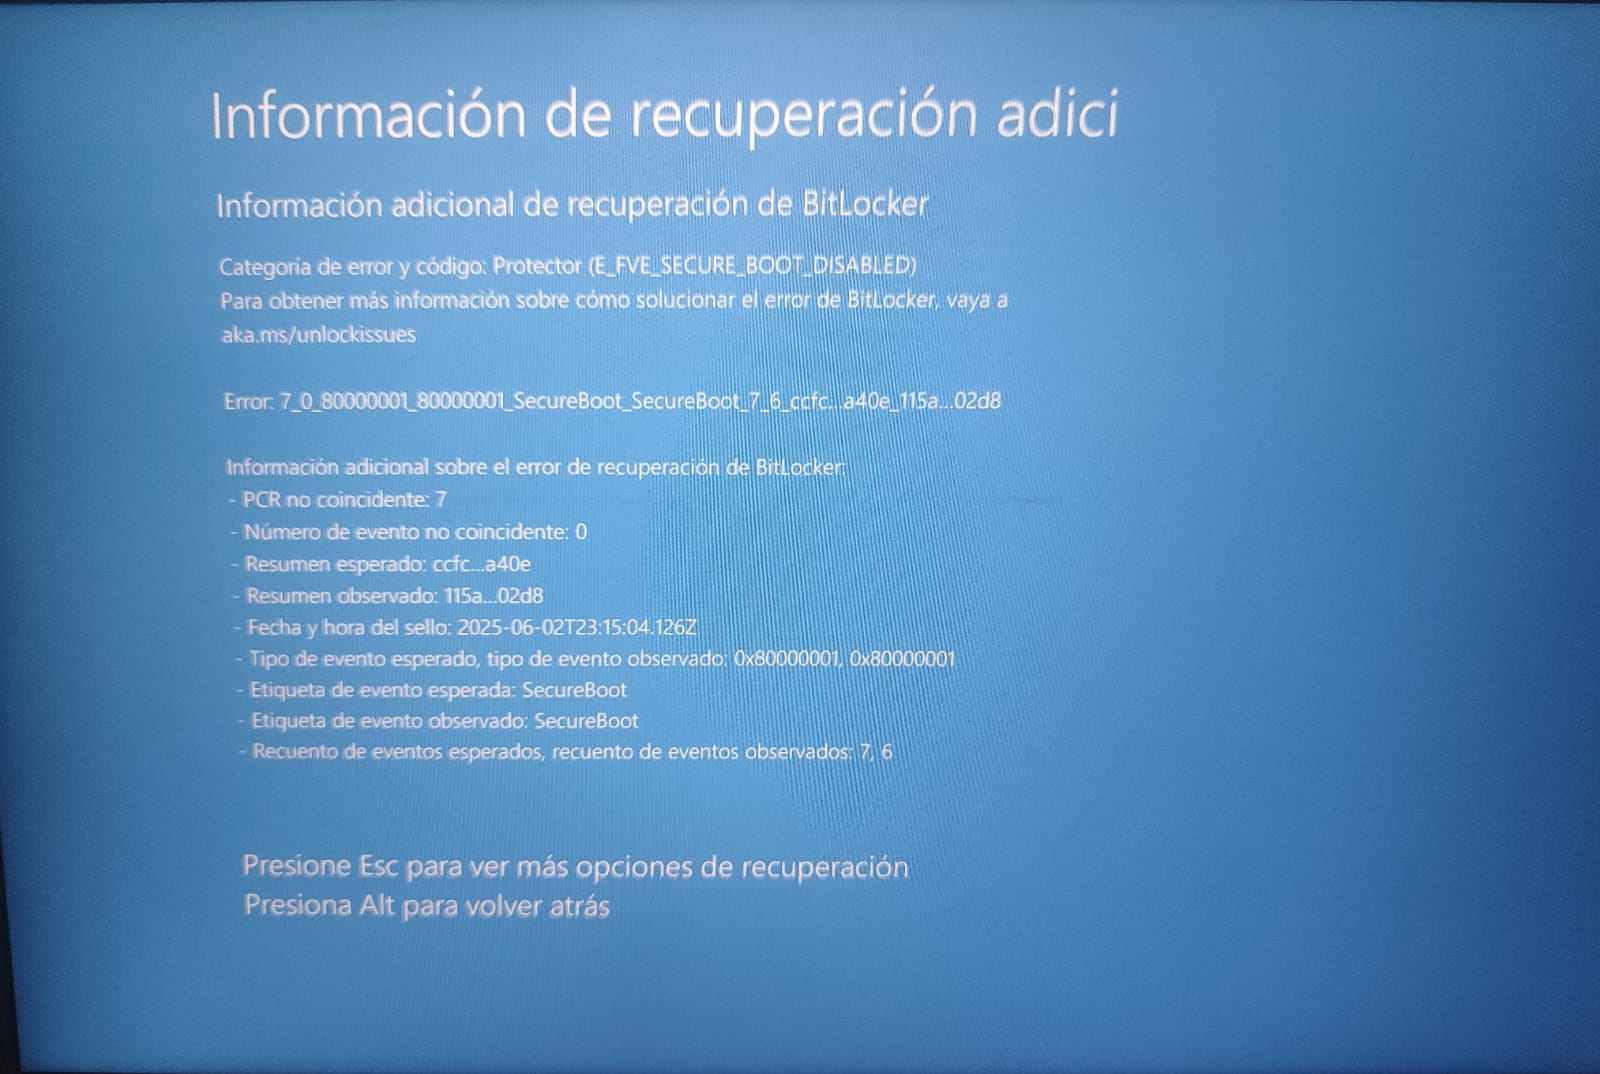 Información de recuperación adici
Información adicional de recuperación de BitLocker
Categoría de error y código: Protector (E_FVE_SECURE_BOOT_DISABLED)
Para obtener más información sobre cómo solucionar el error de BitLocker, vaya a
aka.ms/unlockissues
Error: 7_0_80000001_80000001_SecureBoot_SecureBoot_7_6_ccfc...a40e_115a...02d8
Información adicional sobre el error de recuperación de BitLocker:
- PCR no coincidente: 7
- Número de evento no coincidente: 0
- Resumen esperado: ccfc...a40e
- Resumen observado: 115a...02d8
- Fecha y hora del sello: 2025-06-02T23:15:04.126Z
- Tipo de evento esperado, tipo de evento observado: 0x80000001, 0x80000001
- Etiqueta de evento esperada: SecureBoot
- Etiqueta de evento observado: SecureBoot
- Recuento de eventos esperados, recuento de eventos observados: 7, 6
Presione Esc para ver más opciones de recuperación
Presiona Alt para volver atrás